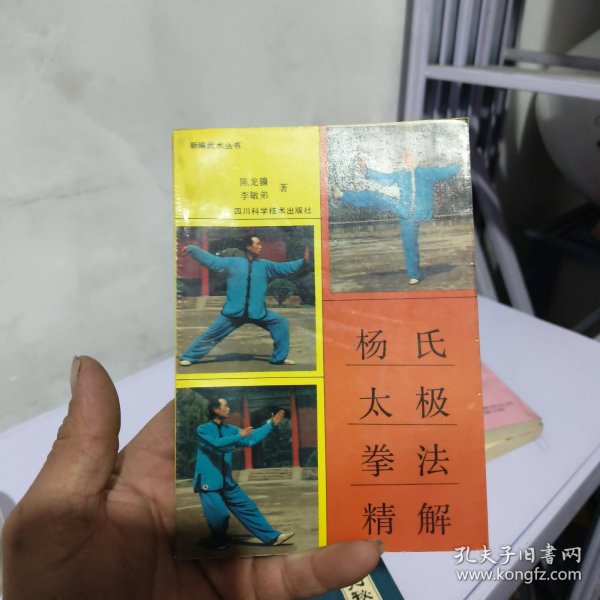 新编武术丛书
陈龙骧
李敏弟
著
四川科学技术出版社
杨氏
太极
拳法
精解
孔夫子旧书网
www.kongfz.com